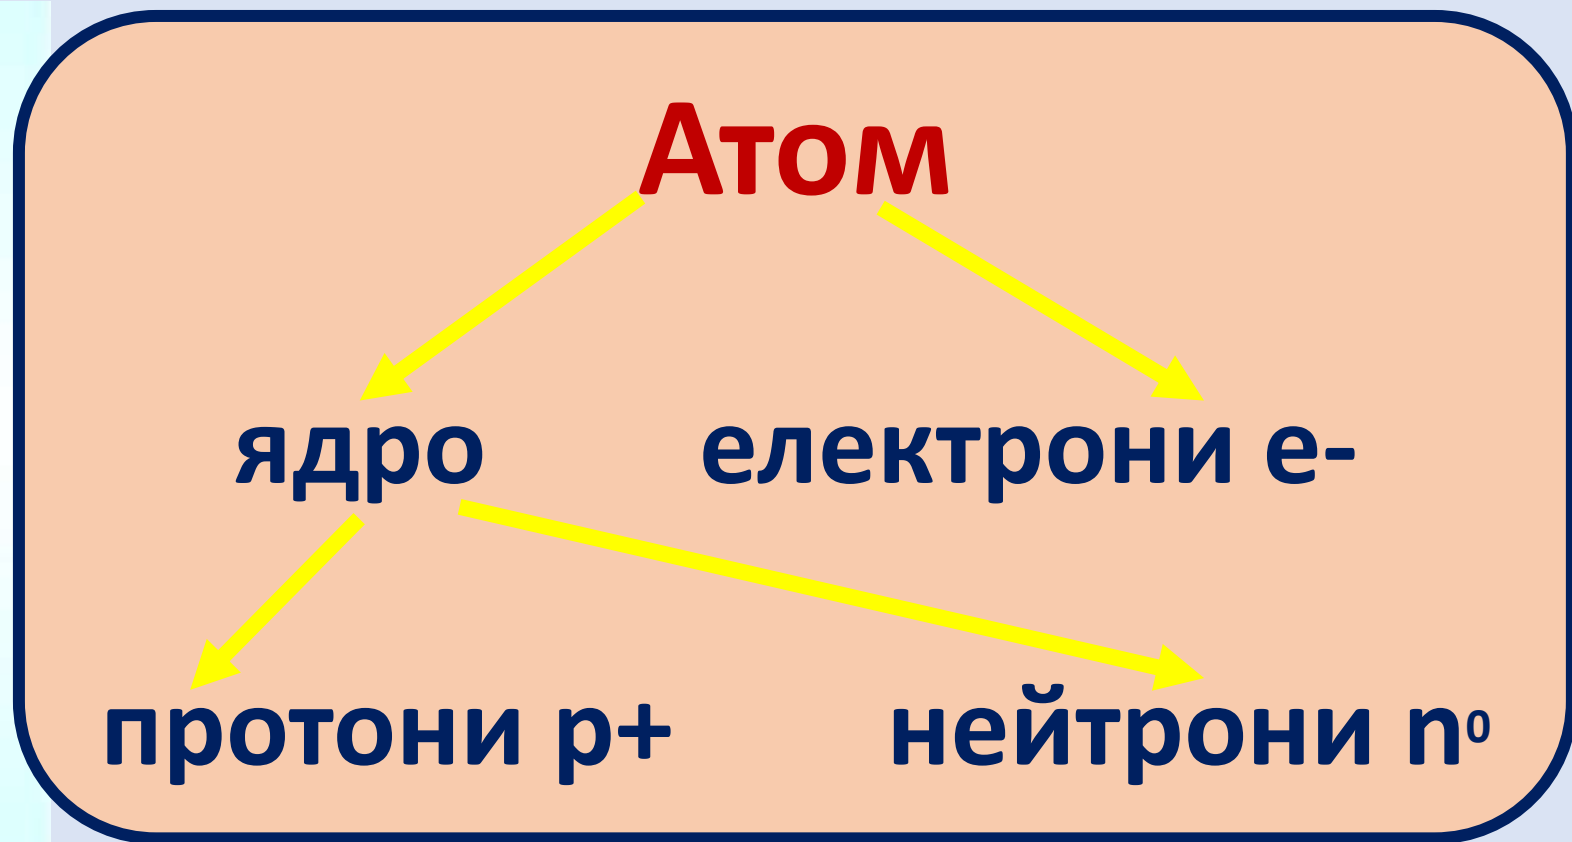 Атом
ядро електрони е-
протони р+ нейтрони n⁰